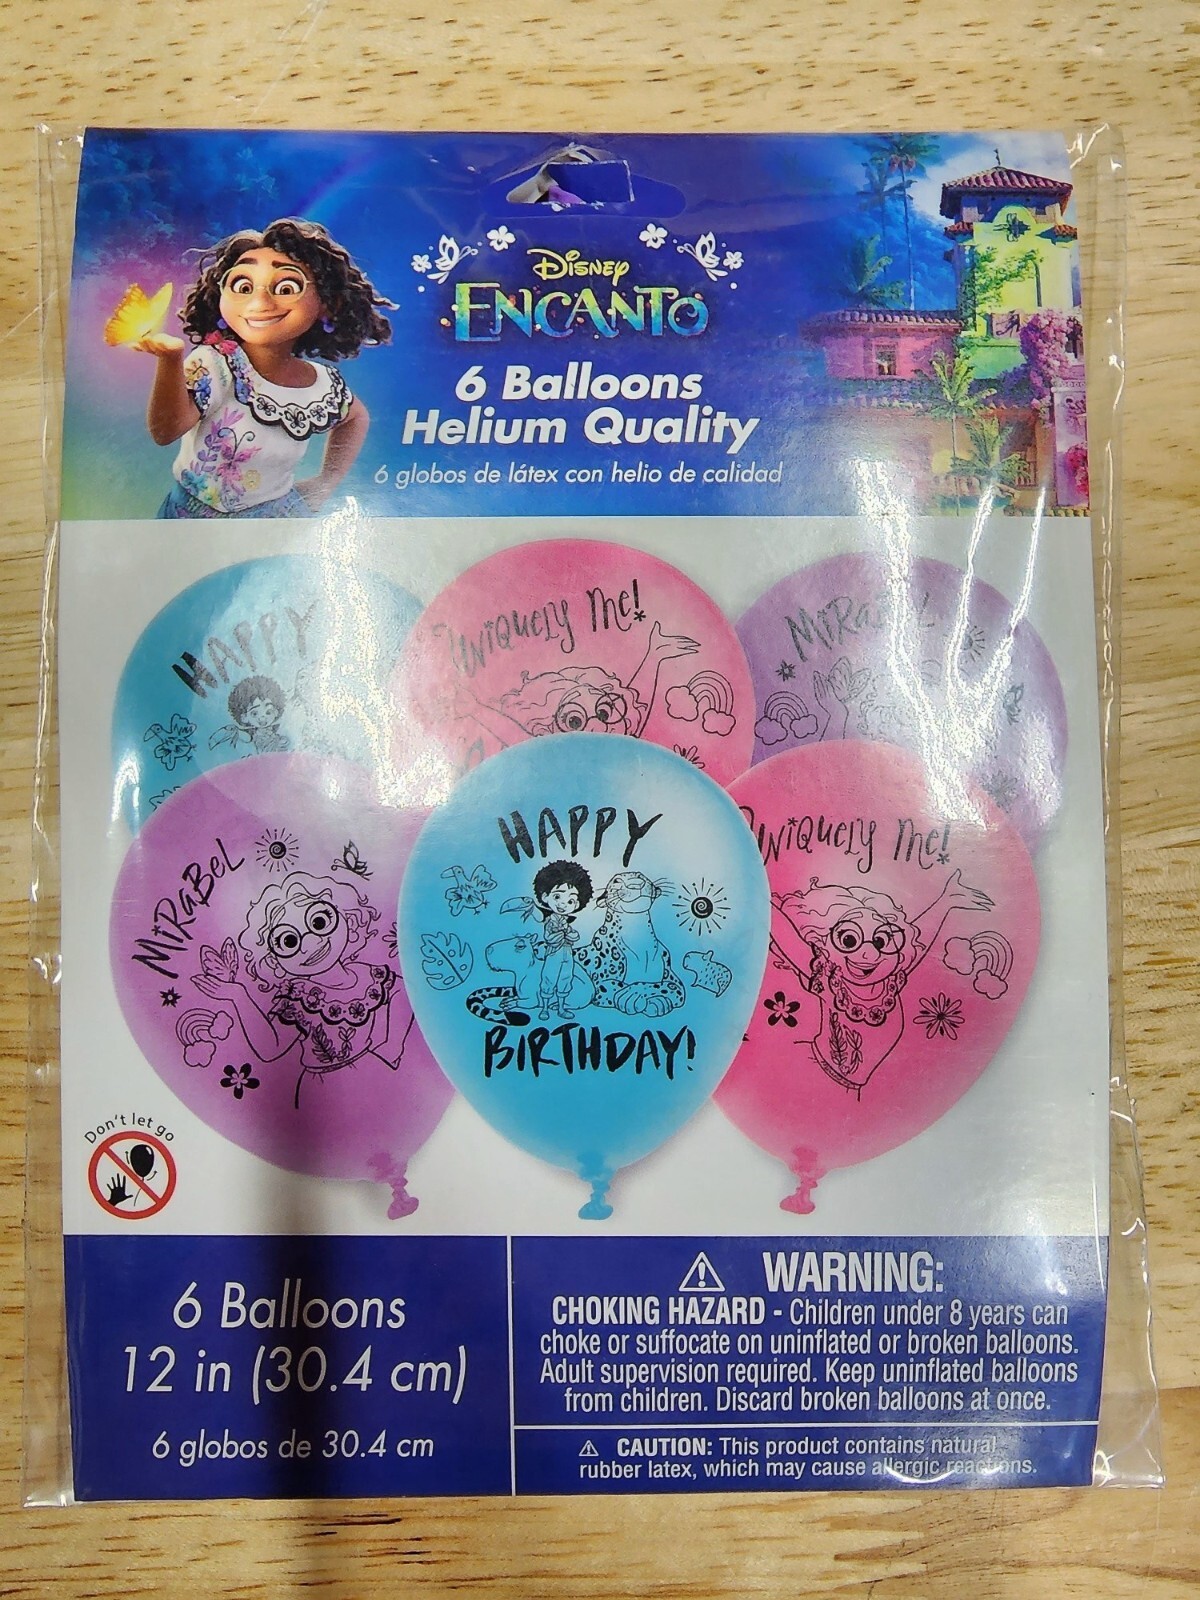 Disney
ENCANTO
6 Balloons
Helium Quality
6 globos de látex con helio de calidad
HAPPY
UNIQUELY Me!
MIRABEL
MIRABEL
HAPPY
BIRTHDAY!
UNIQUELY Me!
Don't let go
6 Balloons
12 in (30.4 cm)
6 globos de 30.4 cm
WARNING:
CHOKING HAZARD - Children under 8 years can
choke or suffocate on uninflated or broken balloons.
Adult supervision required. Keep uninflated balloons
from children. Discard broken balloons at once.
CAUTION: This product contains natural
rubber latex, which may cause allergic reactions.